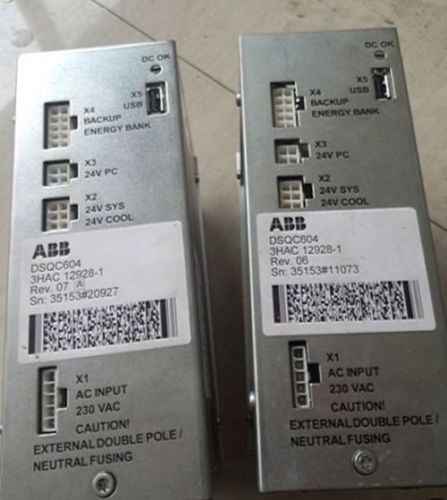 DC OK
X5
USB
X4
BACKUP
ENERGY BANK
X3
24V PC
X2
24V SYS
24V COOL
ABB
DSQC604
3HAC 12928-1
Rev. 07 A
Sn: 35153#20927
X1
AC INPUT
230 VAC
CAUTION!
EXTERNAL DOUBLE POLE /
NEUTRAL FUSING
DC OK
X5
USB
X4
BACKUP
ENERGY BANK
X3
24V PC
X2
24V SYS
24V COOL
ABB
DSQC604
3HAC 12928-1
Rev. 06
Sn: 35153#11073
X1
AC INPUT
230 VAC
CAUTION!
EXTERNAL DOUBLE POLE /
NEUTRAL FUSING